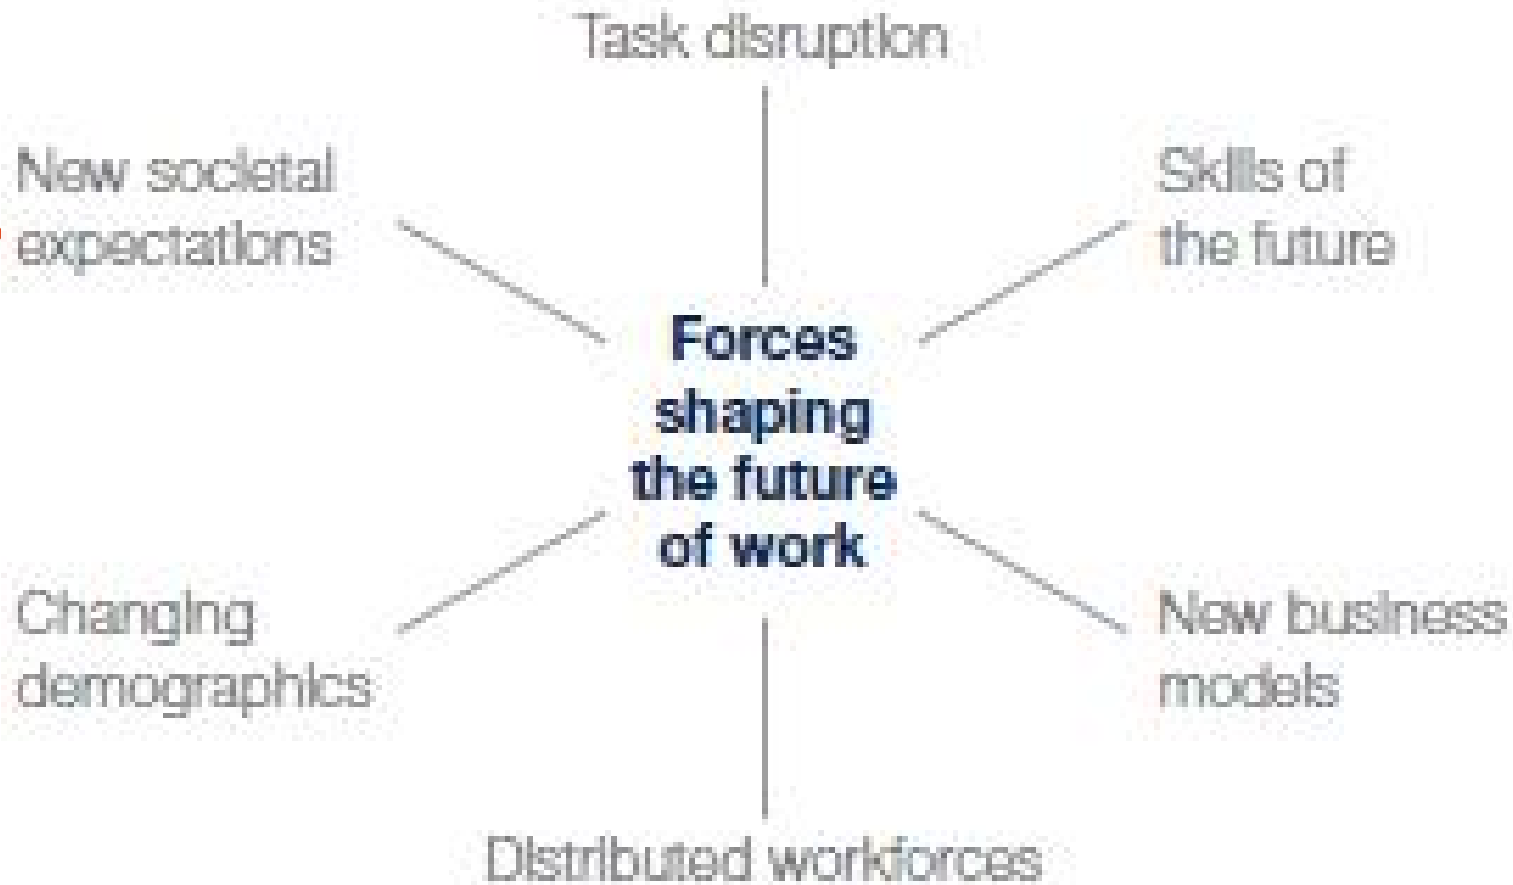 Task disruption
New societal
expectations
Skills of
the future
Forces
shaping
the future
of work
Changing
demographics
New business
models
Distributed workforces